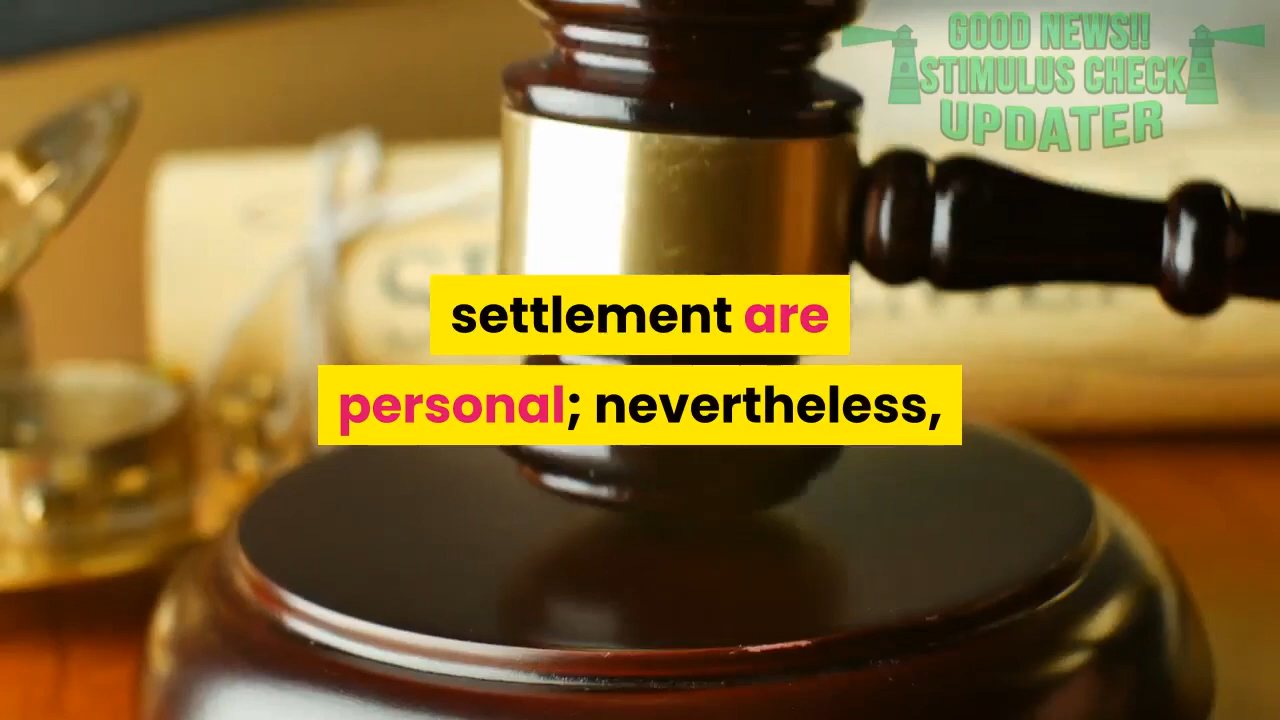 GOOD NEWS!!
STIMULUS CHECK
UPDATER
settlement are
personal; nevertheless,